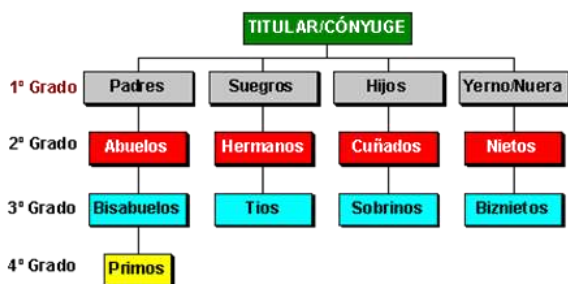 TITULAR/CÓNYUGE
1º Grado Padres Suegros Hijos Yerno/Nuera
2º Grado Abuelos Hermanos Cuñados Nietos
3º Grado Bisabuelos Tios Sobrinos Biznietos
4º Grado Primos